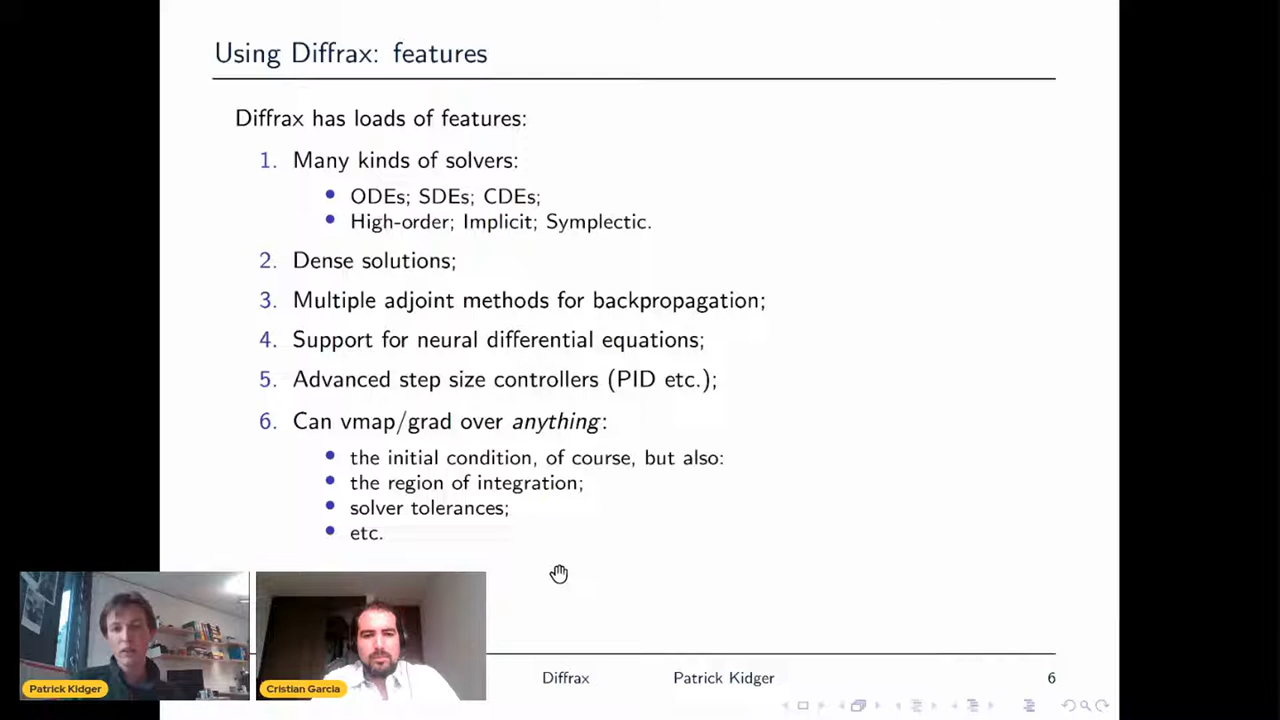 Using Diffrax: features
Diffrax has loads of features:
1. Many kinds of solvers:
• ODEs; SDEs; CDEs;
• High-order; Implicit; Symplectic.
2. Dense solutions;
3. Multiple adjoint methods for backpropagation;
4. Support for neural differential equations;
5. Advanced step size controllers (PID etc.);
6. Can vmap/grad over anything:
• the initial condition, of course, but also:
• the region of integration;
• solver tolerances;
• etc.
Patrick Kidger
Cristian Garcia
Diffrax Patrick Kidger 6